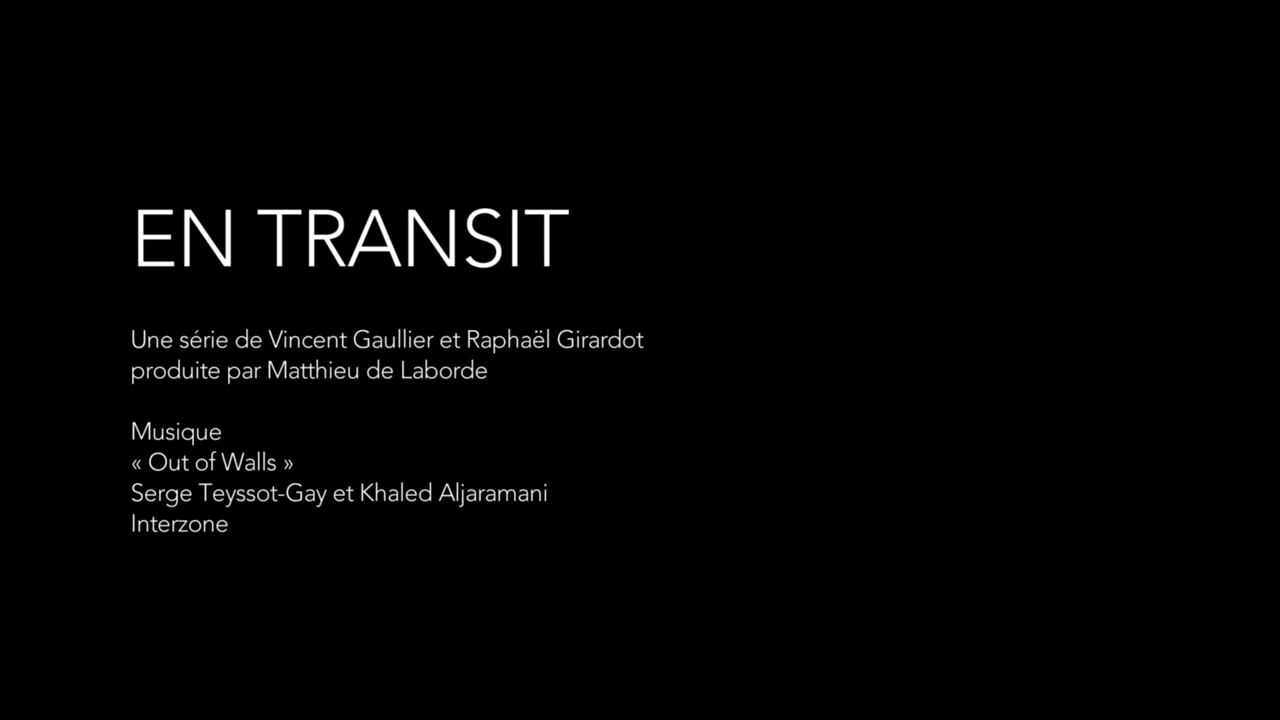 EN TRANSIT
Une série de Vincent Gaullier et Raphaël Girardot
produite par Matthieu de Laborde
Musique
« Out of Walls »
Serge Teyssot-Gay et Khaled Aljaramani
Interzone